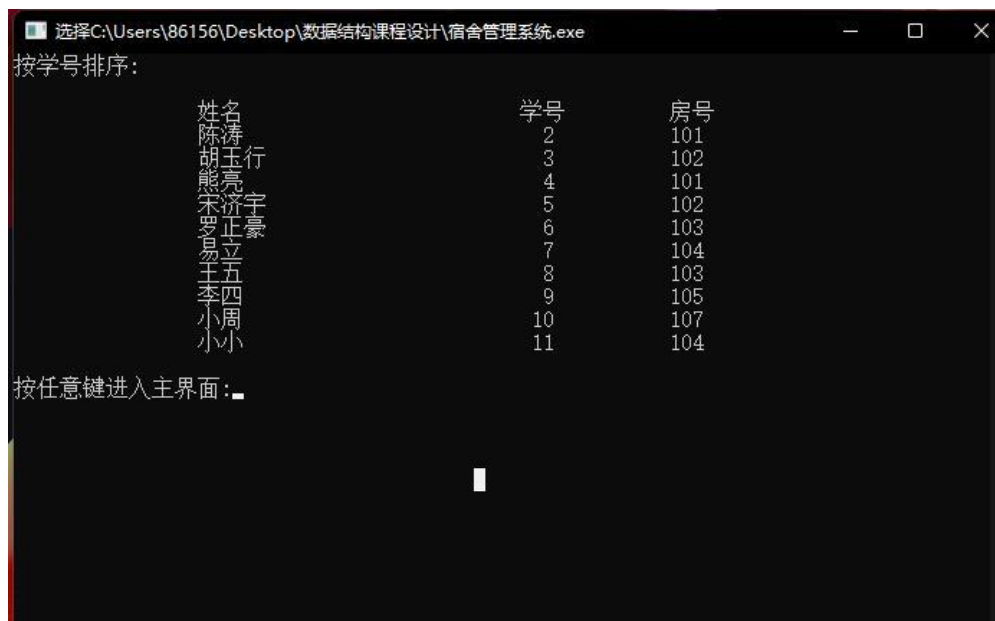 选择C:\Users\86156\Desktop\数据结构课程设计\宿舍管理系统.exe
按学号排序:
姓名 学号 房号
陈涛 2 101
胡玉行 3 102
熊亮 4 101
宋济宇 5 102
罗正豪 6 103
易立 7 104
王五 8 103
李四 9 105
小周 10 107
小小 11 104
按任意键进入主界面: